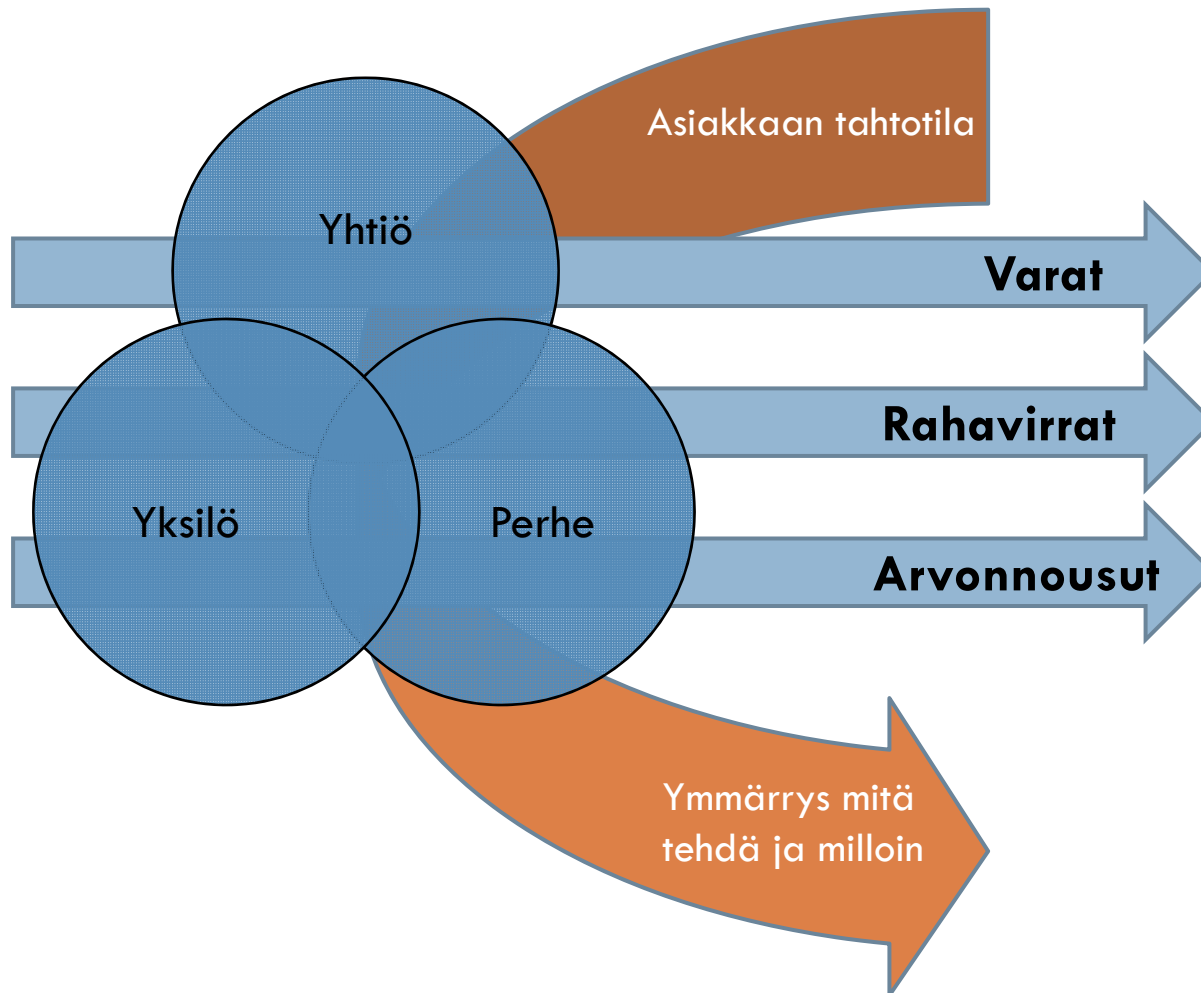 Asiakkaan tahtotila
Yhtiö
Varat
Rahavirrat
Yksilö
Perhe
Arvonnousut
Ymmärrys mitä
tehdä ja milloin